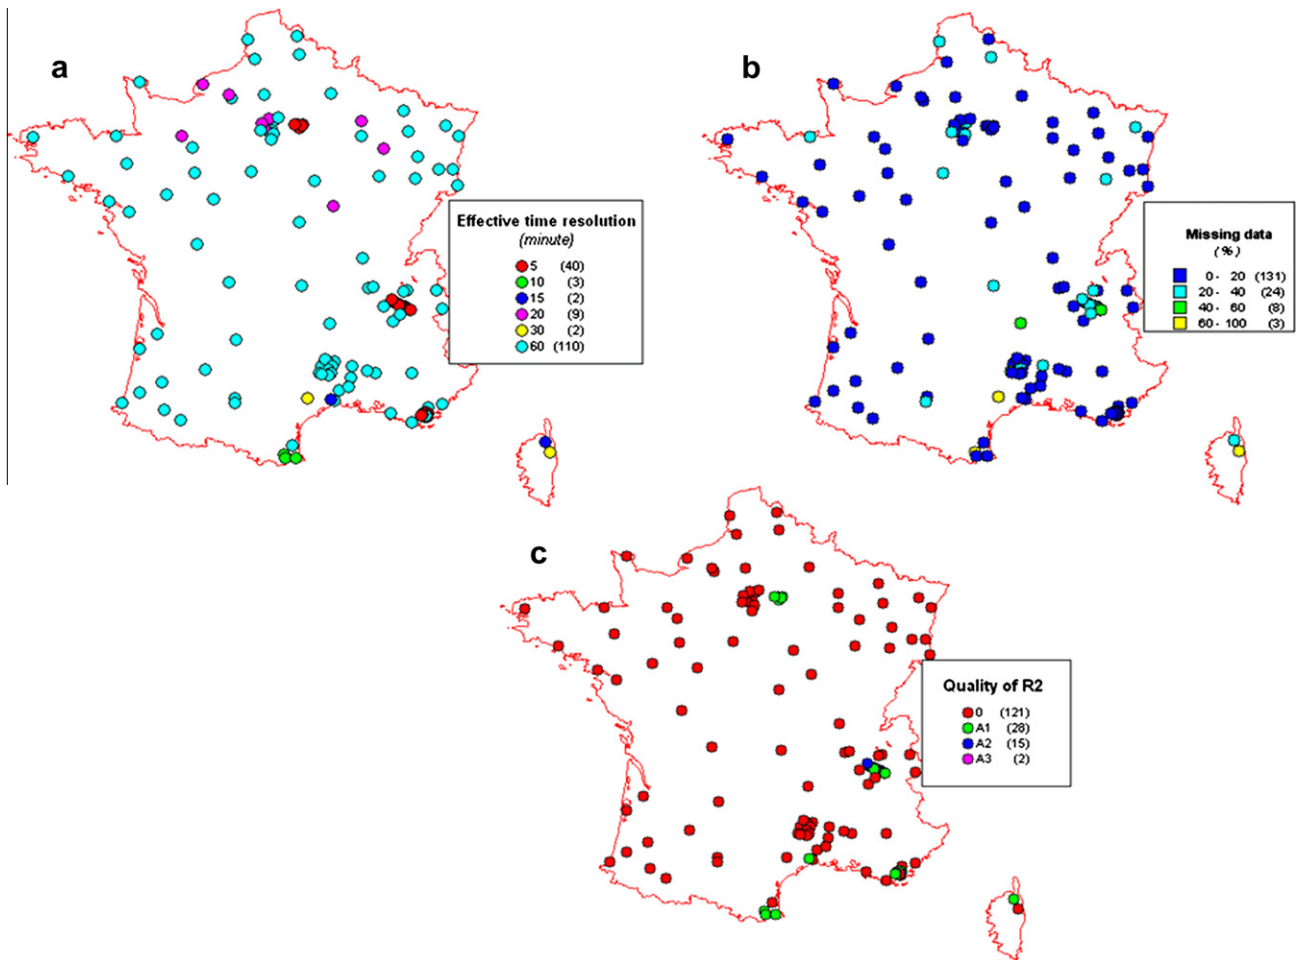 a
Effective time resolution
(minute)
5 (40)
10 (3)
15 (2)
20 (9)
30 (2)
60 (110)
b
Missing data
(%)
0 - 20 (131)
20 - 40 (24)
40 - 60 (8)
60 - 100 (3)
c
Quality of R2
0 (121)
A1 (28)
A2 (15)
A3 (2)